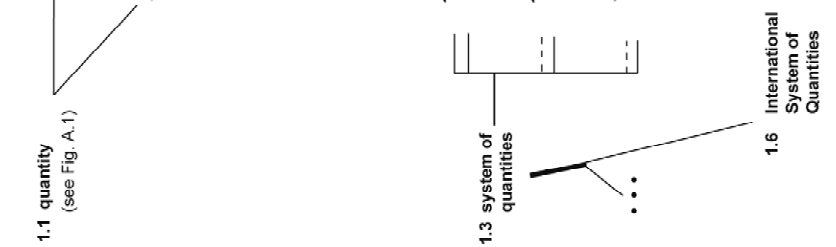 1.1 quantity
(see Fig. A.1)
1.3 system of
quantities
1.6 International
System of
Quantities